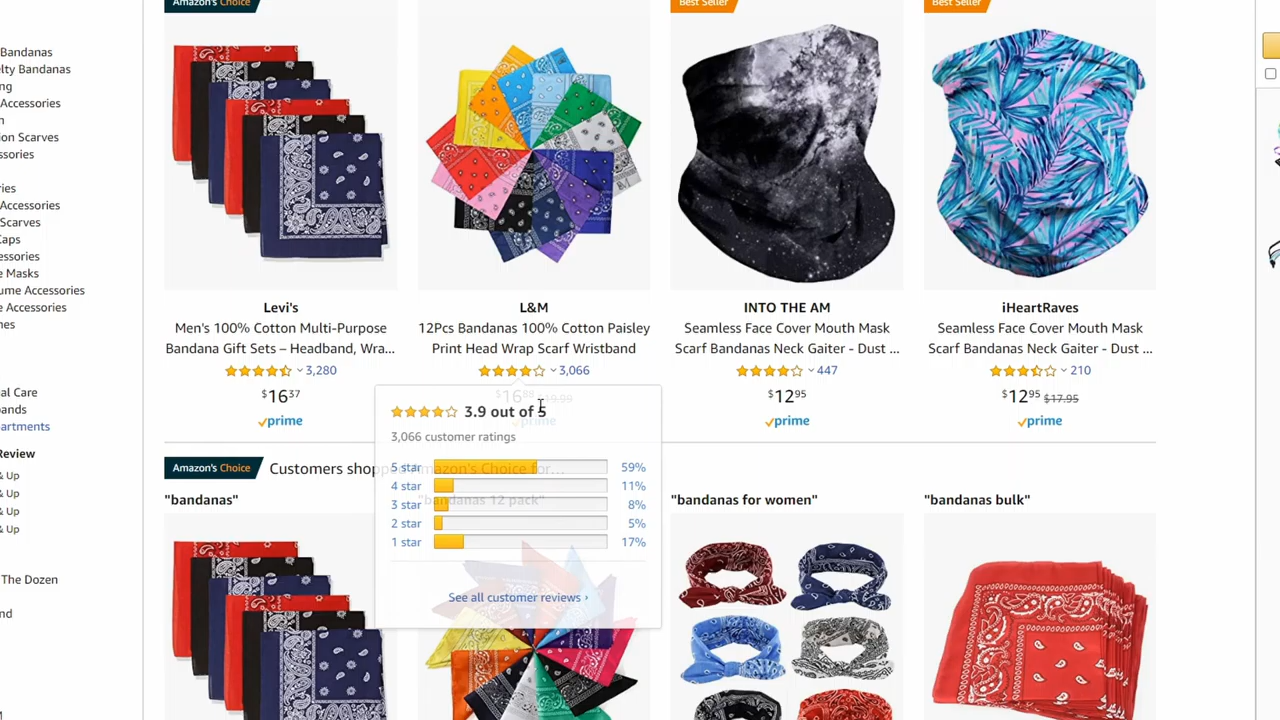 Amazon's Choice
Best Seller
Best Seller
Bandanas
elty Bandanas
ng
Accessories
n
ion Scarves
ssories
ries
Accessories
Scarves
Caps
essories
e Masks
ume Accessories
e Accessories
nes
al Care
ands
partments
Review
& Up
& Up
& Up
& Up
The Dozen
nd
Levi's
Men's 100% Cotton Multi-Purpose
Bandana Gift Sets – Headband, Wra...
3,280
$16 37
prime
L&M
12Pcs Bandanas 100% Cotton Paisley
Print Head Wrap Scarf Wristband
3,066
$16 88 $19.99
prime
INTO THE AM
Seamless Face Cover Mouth Mask
Scarf Bandanas Neck Gaiter - Dust ...
447
$12 95
prime
iHeartRaves
Seamless Face Cover Mouth Mask
Scarf Bandanas Neck Gaiter - Dust ...
210
$12 95 $17.95
prime
3.9 out of 5
3,066 customer ratings
5 star 59%
4 star 11%
3 star 8%
2 star 5%
1 star 17%
See all customer reviews ›
Amazon's Choice Customers shopped Amazon's Choice for...
"bandanas"
"bandanas 12 pack"
"bandanas for women"
"bandanas bulk"